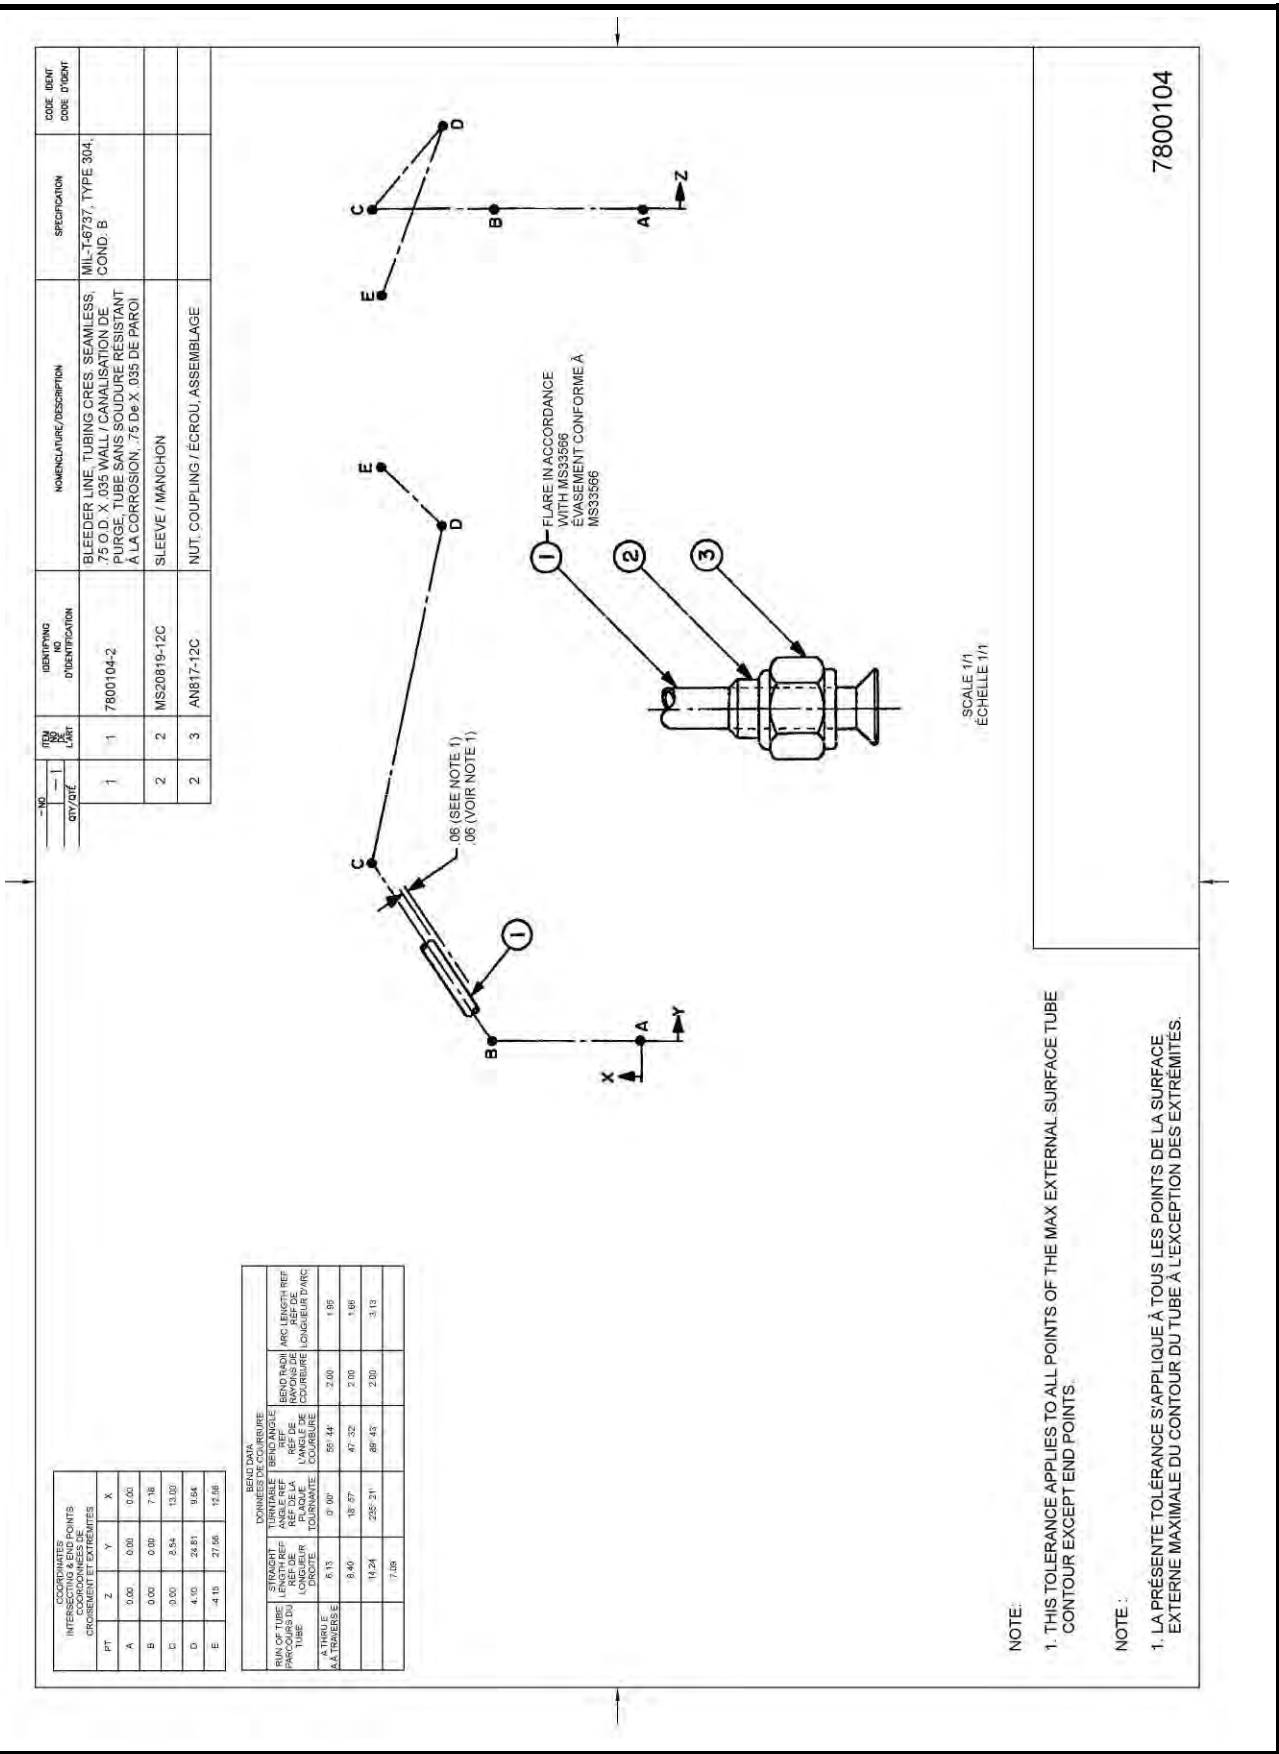 COORDINATES
INTERSECTING & END POINTS
COORDONNÉES DE
CROISEMENT ET EXTRÉMITÉS
PT Z Y X
A 0.00 0.00 0.00
B 0.00 0.00 7.18
C 0.00 8.54 13.00
D 4.10 24.81 9.64
E -4.15 27.56 12.56
BEND DATA
DONNÉES DE COURBURE
RUN OF TUBE
PARCOURS DU
TUBE
STRAIGHT
LENGTH REF
RÉF DE
LONGUEUR
DROITE
TURNTABLE
ANGLE REF
RÉF DE LA
PLAQUE
TOURNANTE
BEND ANGLE
REF
RÉF DE
L'ANGLE DE
COURBURE
BEND RADII
RAYONS DE
COURBURE
ARC LENGTH REF
RÉF DE
LONGUEUR D'ARC
A THRU E
A À TRAVERS E
6.13 0° 00' 55° 44' 2.00 1.95
8.40 18° 57' 47° 32' 2.00 1.66
14.24 235° 21' 89° 43' 2.00 3.13
7.09
- NO
— 1
QTY/QTÉ
ITEM
NO
NO
DE
L'ART
IDENTIFYING
NO
D'IDENTIFICATION
NOMENCLATURE/DESCRIPTION
SPECIFICATION
CODE IDENT
CODE D'IDENT
1 1 7800104-2
BLEEDER LINE, TUBING CRES. SEAMLESS,
.75 O.D. X .035 WALL / CANALISATION DE
PURGE, TUBE SANS SOUDURE RÉSISTANT
À LA CORROSION, .75 De X .035 DE PAROI
MIL-T-6737, TYPE 304,
COND. B
2 2 MS20819-12C SLEEVE / MANCHON
2 3 AN817-12C NUT, COUPLING / ÉCROU, ASSEMBLAGE
C
E
D
B
A
X
Y
1
.06 (SEE NOTE 1)
.06 (VOIR NOTE 1)
C
D
E
B
A
Z
1
FLARE IN ACCORDANCE
WITH MS33566
ÉVASEMENT CONFORME À
MS33566
2
3
SCALE 1/1
ÉCHELLE 1/1
NOTE:
1. THIS TOLERANCE APPLIES TO ALL POINTS OF THE MAX EXTERNAL SURFACE TUBE
CONTOUR EXCEPT END POINTS.
NOTE :
1. LA PRÉSENTE TOLÉRANCE S'APPLIQUE À TOUS LES POINTS DE LA SURFACE
EXTERNE MAXIMALE DU CONTOUR DU TUBE À L'EXCEPTION DES EXTRÉMITÉS.
7800104